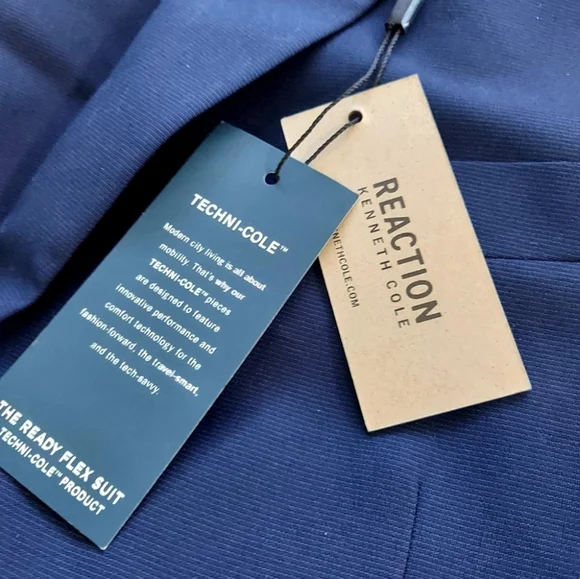 TECHNI-COLE™
Modern city living is all about
mobility. That's why our
TECHNI-COLE™ pieces
are designed to feature
innovative performance and
comfort technology for the
fashion-forward, the travel-smart,
and the tech-savvy.
THE READY FLEX SUIT
TECHNI-COLE™ PRODUCT
REACTION
KENNETH COLE
NETHCOLE.COM